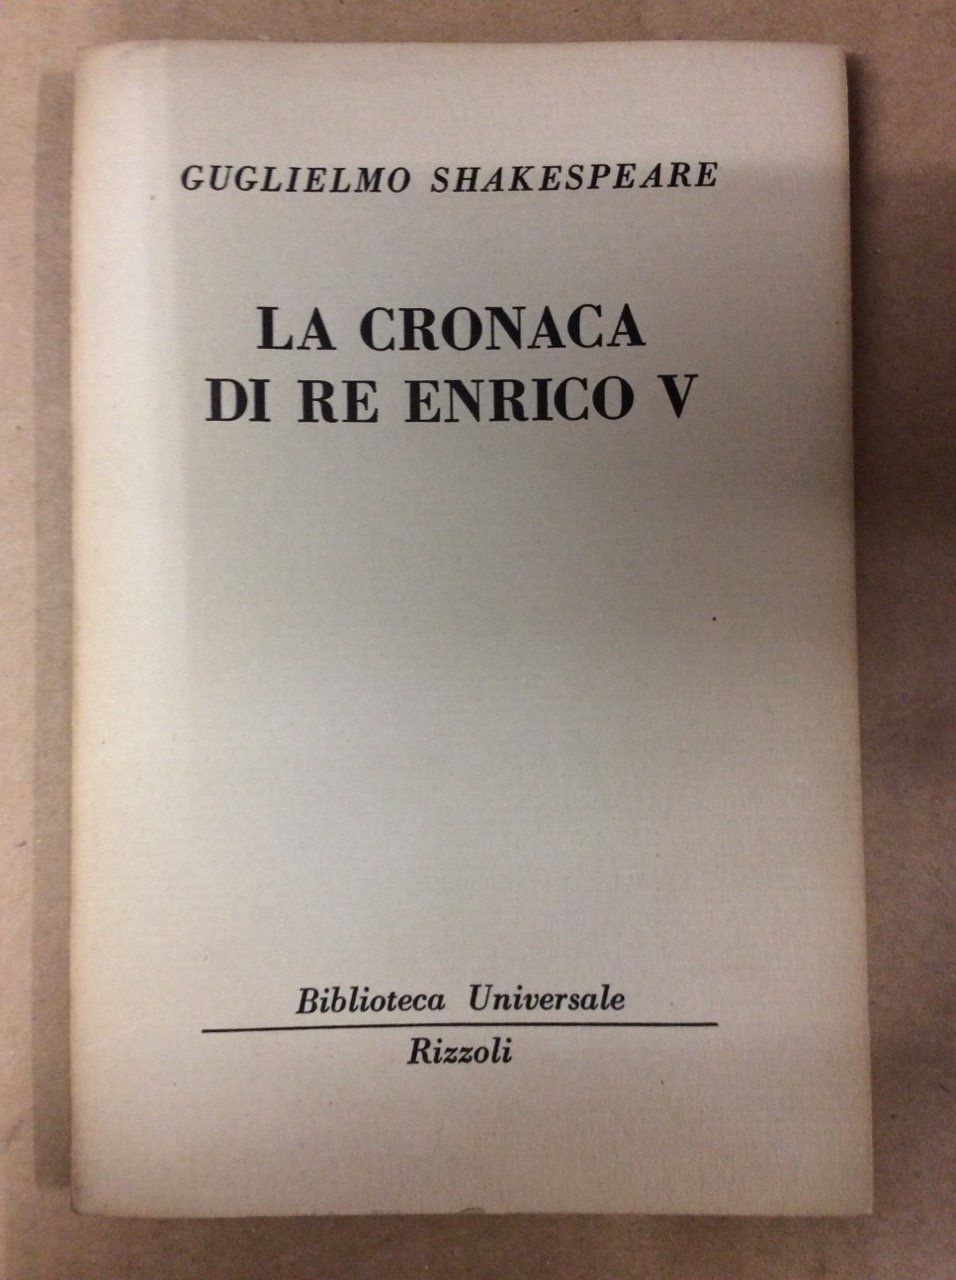 GUGLIELMO SHAKESPEARE
LA CRONACA
DI RE ENRICO V
Biblioteca Universale
Rizzoli